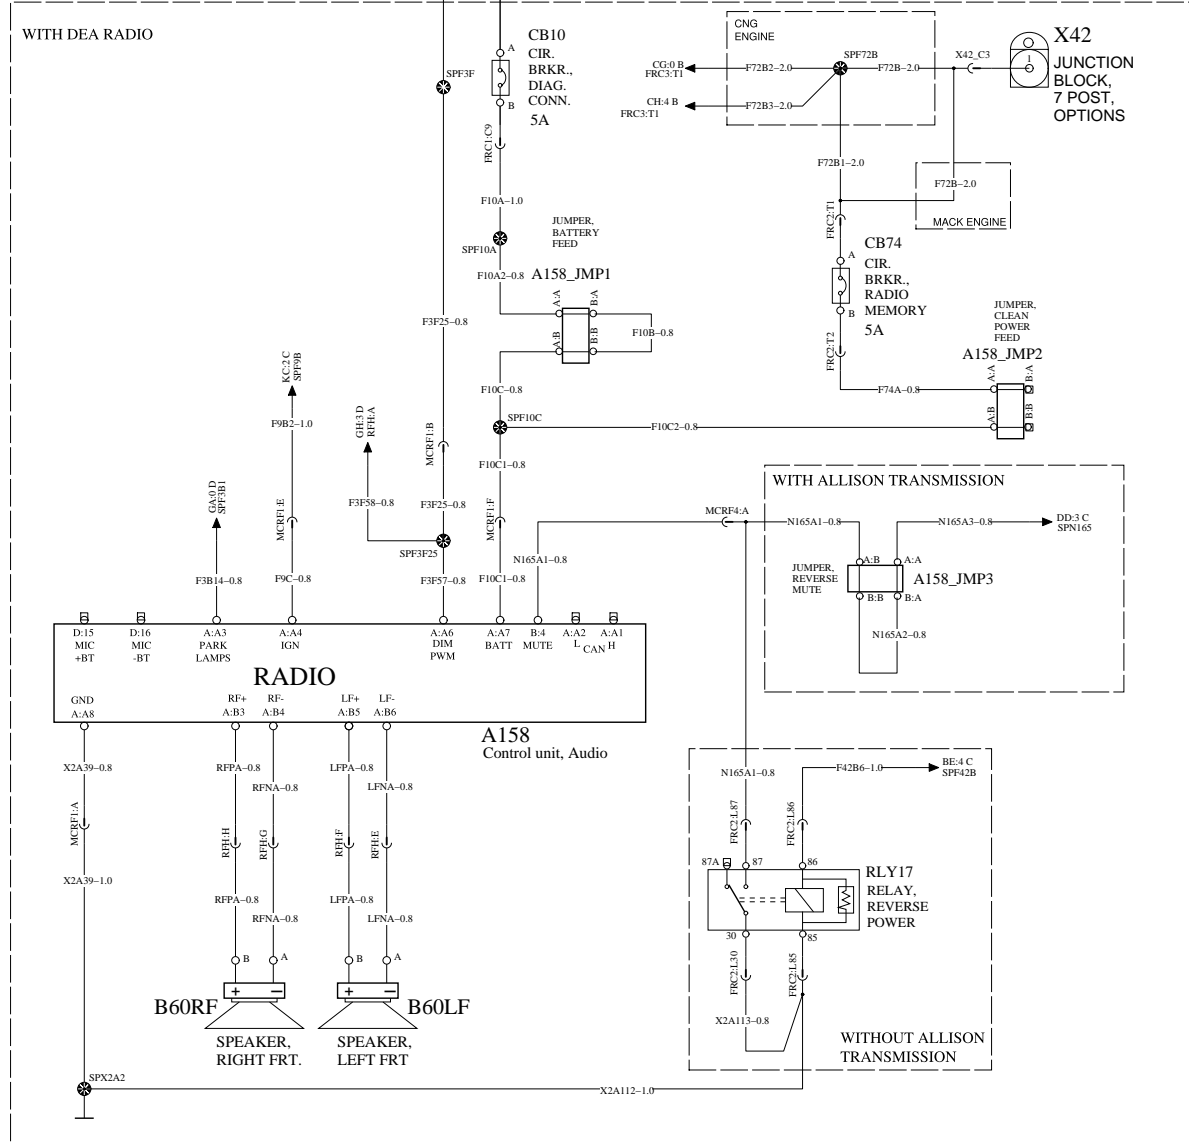 WITH DEA RADIO
SPF3F
A
CB10
CIR.
BRKR.,
DIAG.
CONN.
5A
B
FRC1:C9
F10A–1.0
SPF10A
JUMPER,
BATTERY
FEED
F10A2–0.8
A158_JMP1
A:A
B:A
A:B
B:B
F10B–0.8
F3F25–0.8
F10C–0.8
SPF10C
F10C2–0.8
CNG
ENGINE
CG:0 B
FRC3:T1
F72B2–2.0
SPF72B
F72B–2.0
X42_C3
1
X42
JUNCTION
BLOCK,
7 POST,
OPTIONS
CH:4 B
FRC3:T1
F72B3–2.0
F72B1–2.0
F72B–2.0
MACK ENGINE
FRC2:T1
A
CB74
CIR.
BRKR.,
RADIO
MEMORY
5A
B
FRC2:T2
F74A–0.8
JUMPER,
CLEAN
POWER
FEED
A158_JMP2
A:A
B:A
A:B
B:B
KC:2 C
SPF9B
F9B2–1.0
MCRF1:E
F9C–0.8
GA:0 D
SPF3B1
F3B14–0.8
GH:3 D
RFH:A
F3F58–0.8
MCRF1:B
F3F25–0.8
SPF3F25
F3F57–0.8
F10C1–0.8
MCRF1:F
F10C1–0.8
N165A1–0.8
MCRF4:A
WITH ALLISON TRANSMISSION
N165A1–0.8
N165A3–0.8
DD:3 C
SPN165
A:B
A:A
JUMPER,
REVERSE
MUTE
A158_JMP3
B:B
B:A
N165A2–0.8
D:15
MIC
+BT
D:16
MIC
-BT
A:A3
PARK
LAMPS
A:A4
IGN
A:A6
DIM
PWM
A:A7
BATT
B:4
MUTE
A:A2
L
CAN
A:A1
H
RADIO
GND
A:A8
RF+
A:B3
RF-
A:B4
LF+
A:B5
LF-
A:B6
A158
Control unit, Audio
X2A39–0.8
MCRF1:A
X2A39–1.0
RFPA–0.8
RFNA–0.8
LFPA–0.8
LFNA–0.8
RFH:H
RFH:G
RFH:F
RFH:E
RFPA–0.8
RFNA–0.8
LFPA–0.8
LFNA–0.8
B
A
B
A
+
–
+
–
B60RF
B60LF
SPEAKER,
RIGHT FRT.
SPEAKER,
LEFT FRT
SPX2A2
X2A112–1.0
N165A1–0.8
F42B6–1.0
BE:4 C
SPF42B
FRC2:L87
FRC2:L86
87A
87
86
RLY17
RELAY,
REVERSE
POWER
30
85
FRC2:L30
FRC2:L85
X2A113–0.8
WITHOUT ALLISON
TRANSMISSION